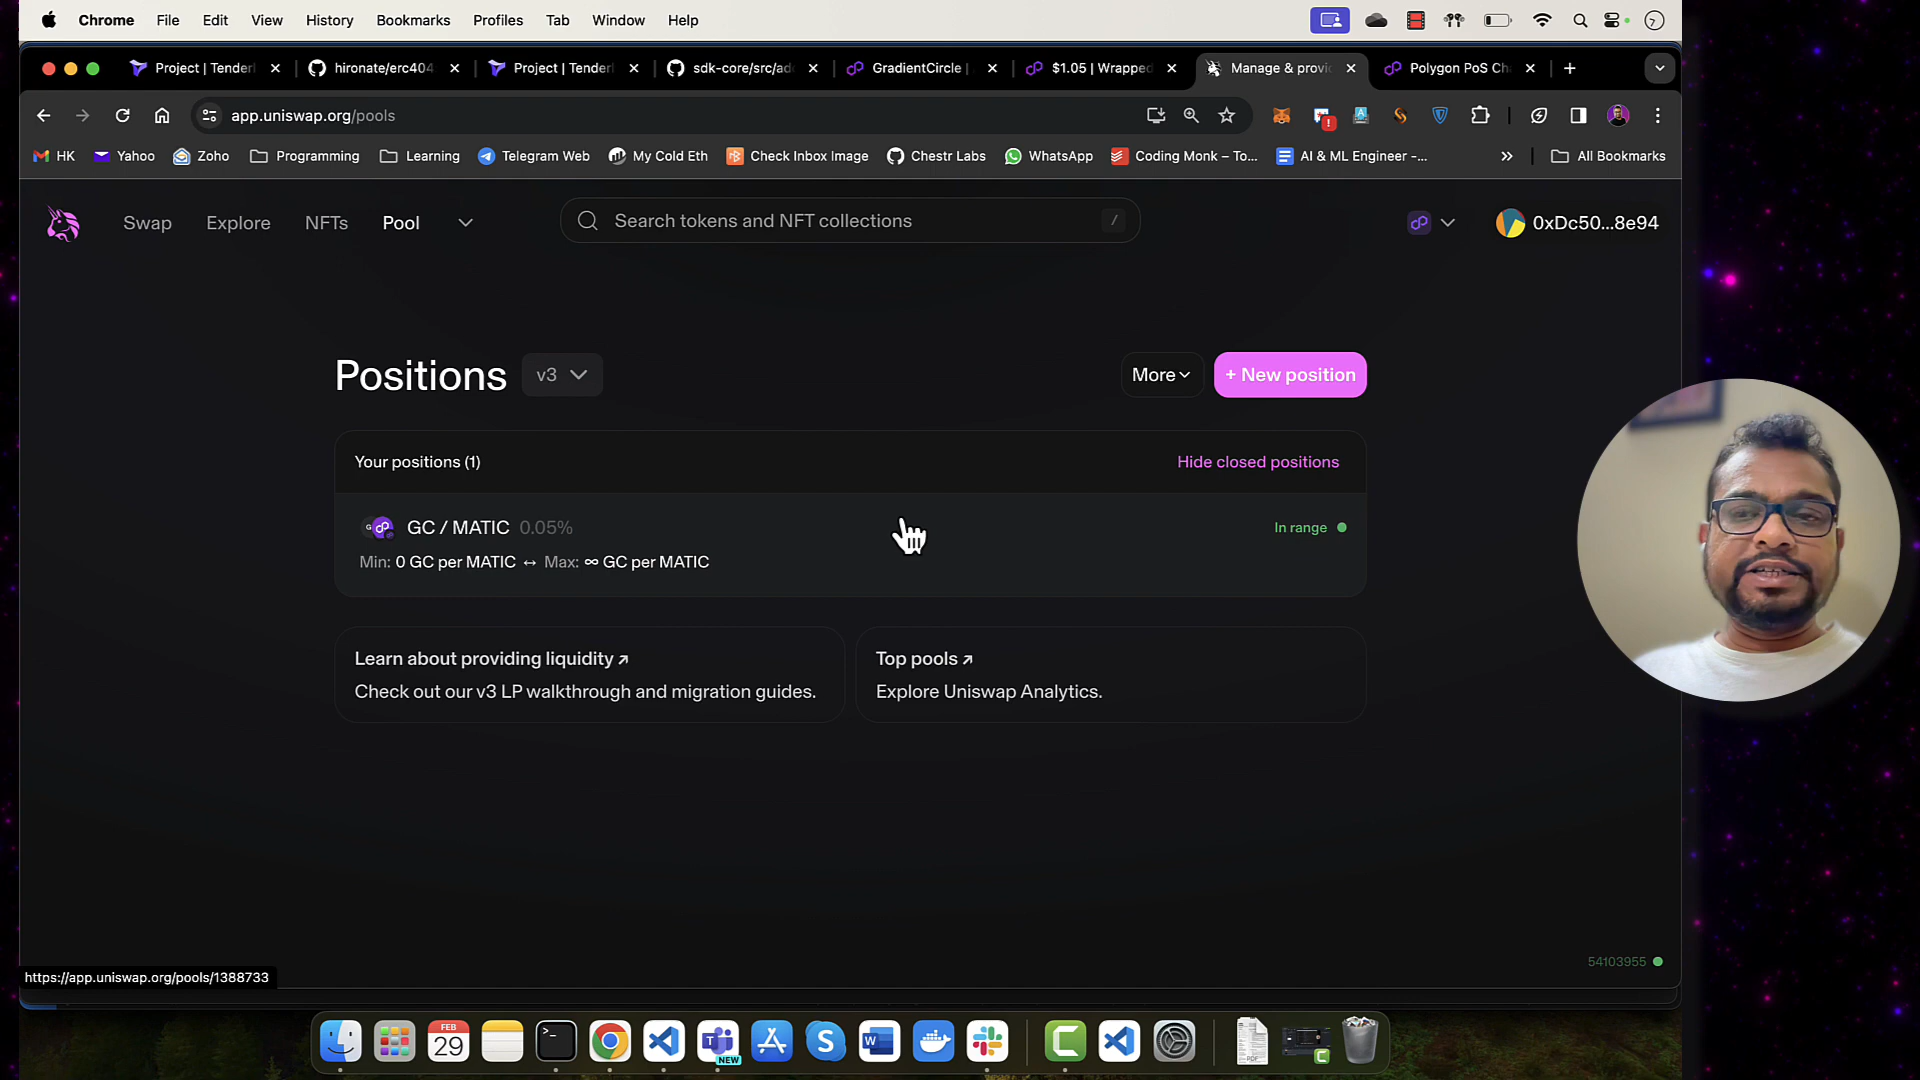 Chrome File Edit View History Bookmarks Profiles Tab Window Help
Project | Tenderl hironate/erc404 Project | Tenderl sdk-core/src/add GradientCircle | $1.05 | Wrapped Manage & provi Polygon PoS Ch
app.uniswap.org/pools
HK Yahoo Zoho Programming Learning Telegram Web My Cold Eth Check Inbox Image Chestr Labs WhatsApp Coding Monk – To... AI & ML Engineer -... » All Bookmarks
Swap Explore NFTs Pool Search tokens and NFT collections / 0xDc50...8e94
Positions v3 More + New position
Your positions (1) Hide closed positions
GC / MATIC 0.05% In range
Min: 0 GC per MATIC ↔ Max: ∞ GC per MATIC
Learn about providing liquidity ↗ Top pools ↗
Check out our v3 LP walkthrough and migration guides. Explore Uniswap Analytics.
54103955
https://app.uniswap.org/pools/1388733
FEB
29
NEW
PDF